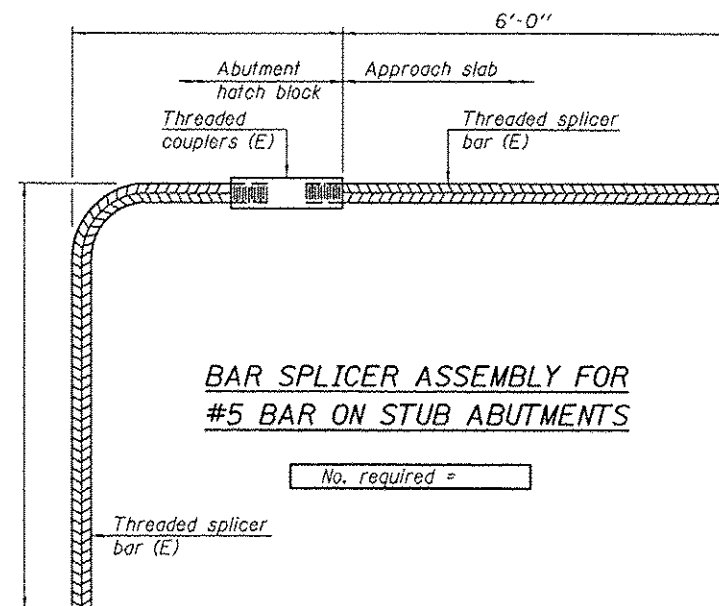 6'-0"
Abutment
hatch block
Approach slab
Threaded
couplers (E)
Threaded splicer
bar (E)
BAR SPLICER ASSEMBLY FOR
#5 BAR ON STUB ABUTMENTS
No. required =
Threaded splicer
bar (E)